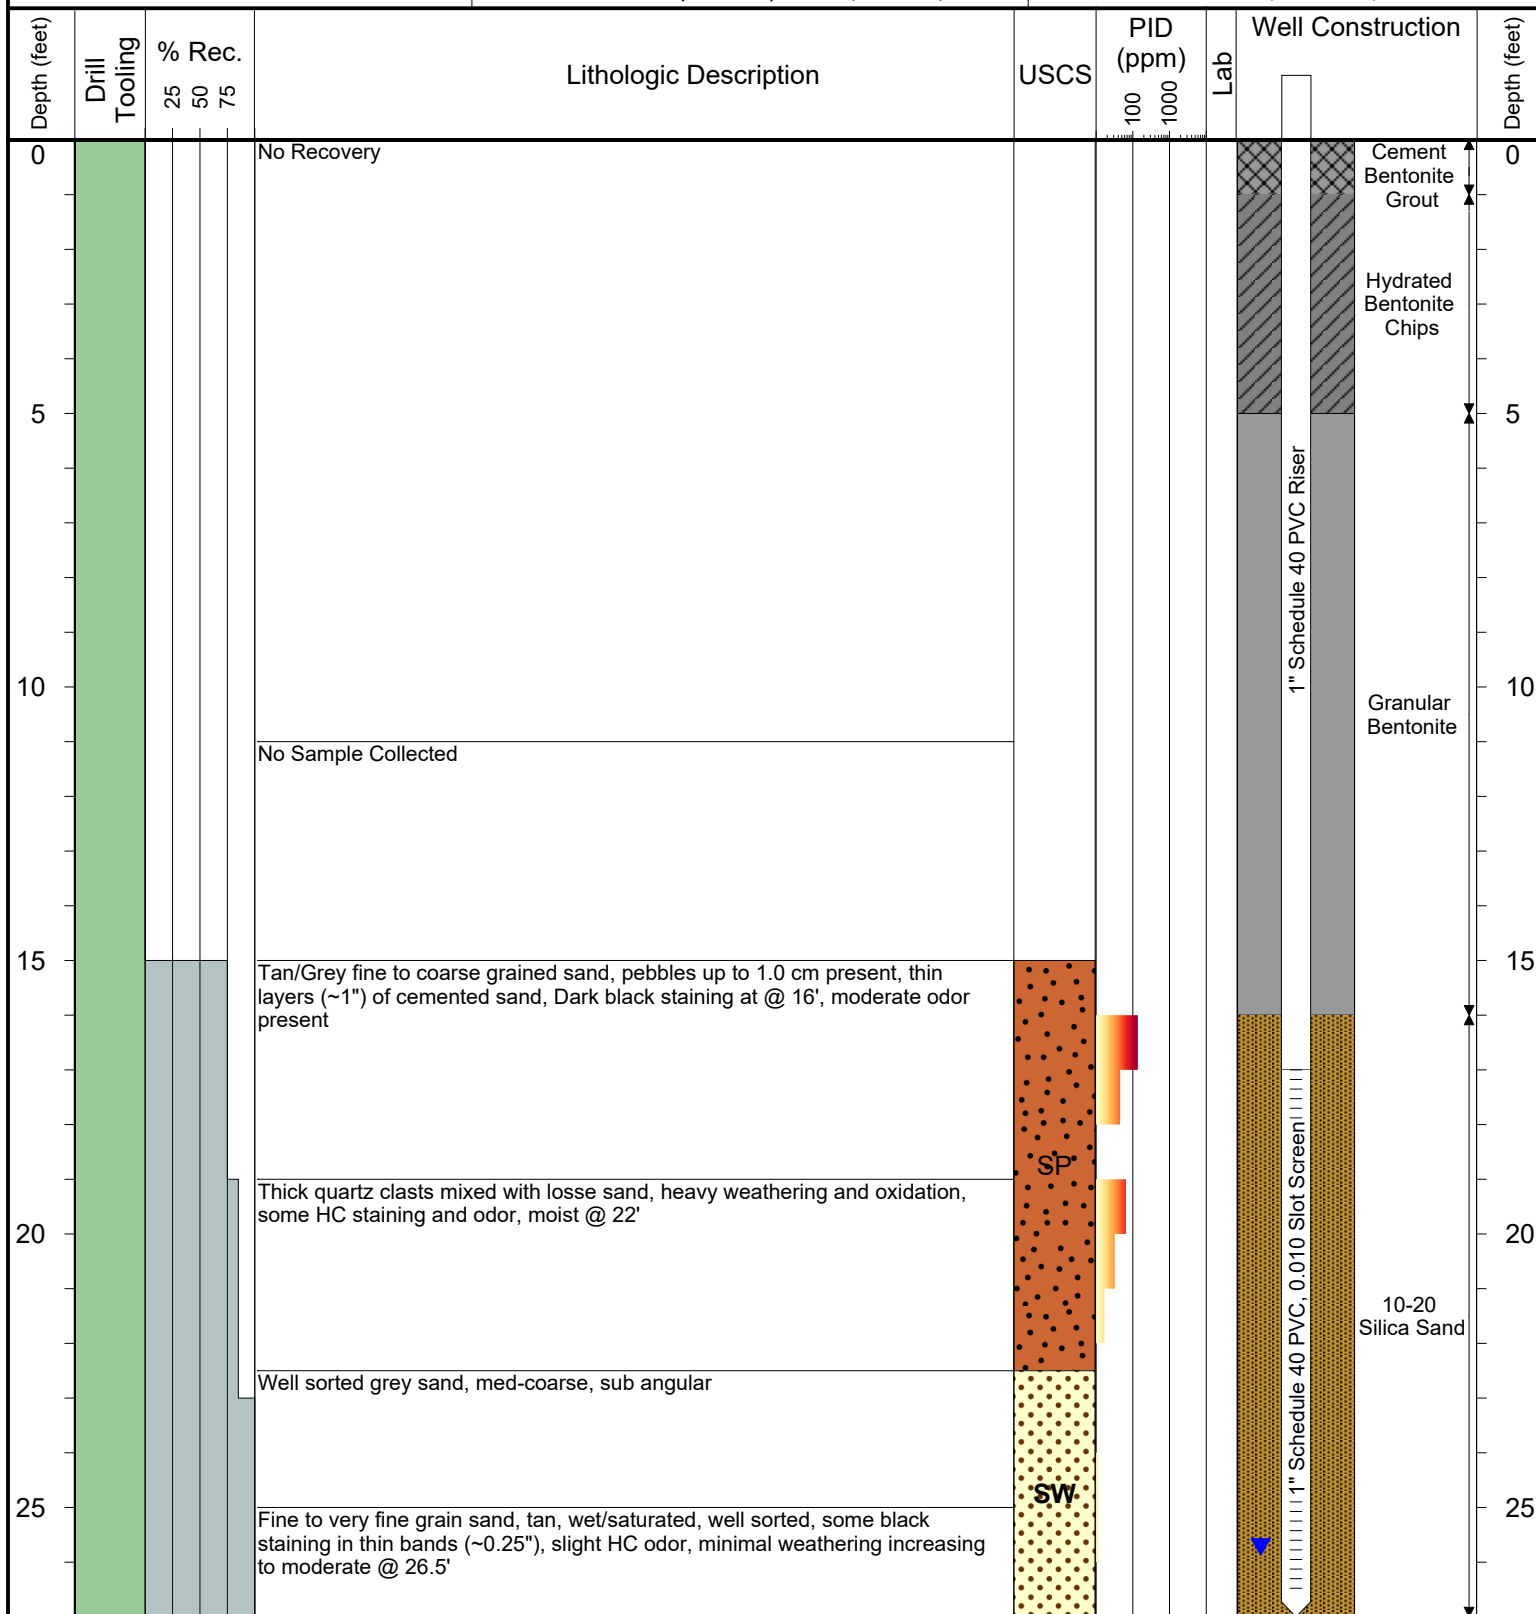 Depth (feet)
Drill
Tooling
% Rec.
25
50
75
Lithologic Description
USCS
PID
(ppm)
100
1000
Lab
Well Construction
Depth (feet)
0
No Recovery
Cement
Bentonite
Grout
0
Hydrated
Bentonite
Chips
5
5
1" Schedule 40 PVC Riser
10
Granular
Bentonite
10
No Sample Collected
15
15
Tan/Grey fine to coarse grained sand, pebbles up to 1.0 cm present, thin
layers (~1") of cemented sand, Dark black staining at @ 16', moderate odor
present
SP
Thick quartz clasts mixed with losse sand, heavy weathering and oxidation,
some HC staining and odor, moist @ 22'
20
20
1" Schedule 40 PVC, 0.010 Slot Screen
10-20
Silica Sand
Well sorted grey sand, med-coarse, sub angular
SW
25
25
Fine to very fine grain sand, tan, wet/saturated, well sorted, some black
staining in thin bands (~0.25"), slight HC odor, minimal weathering increasing
to moderate @ 26.5'